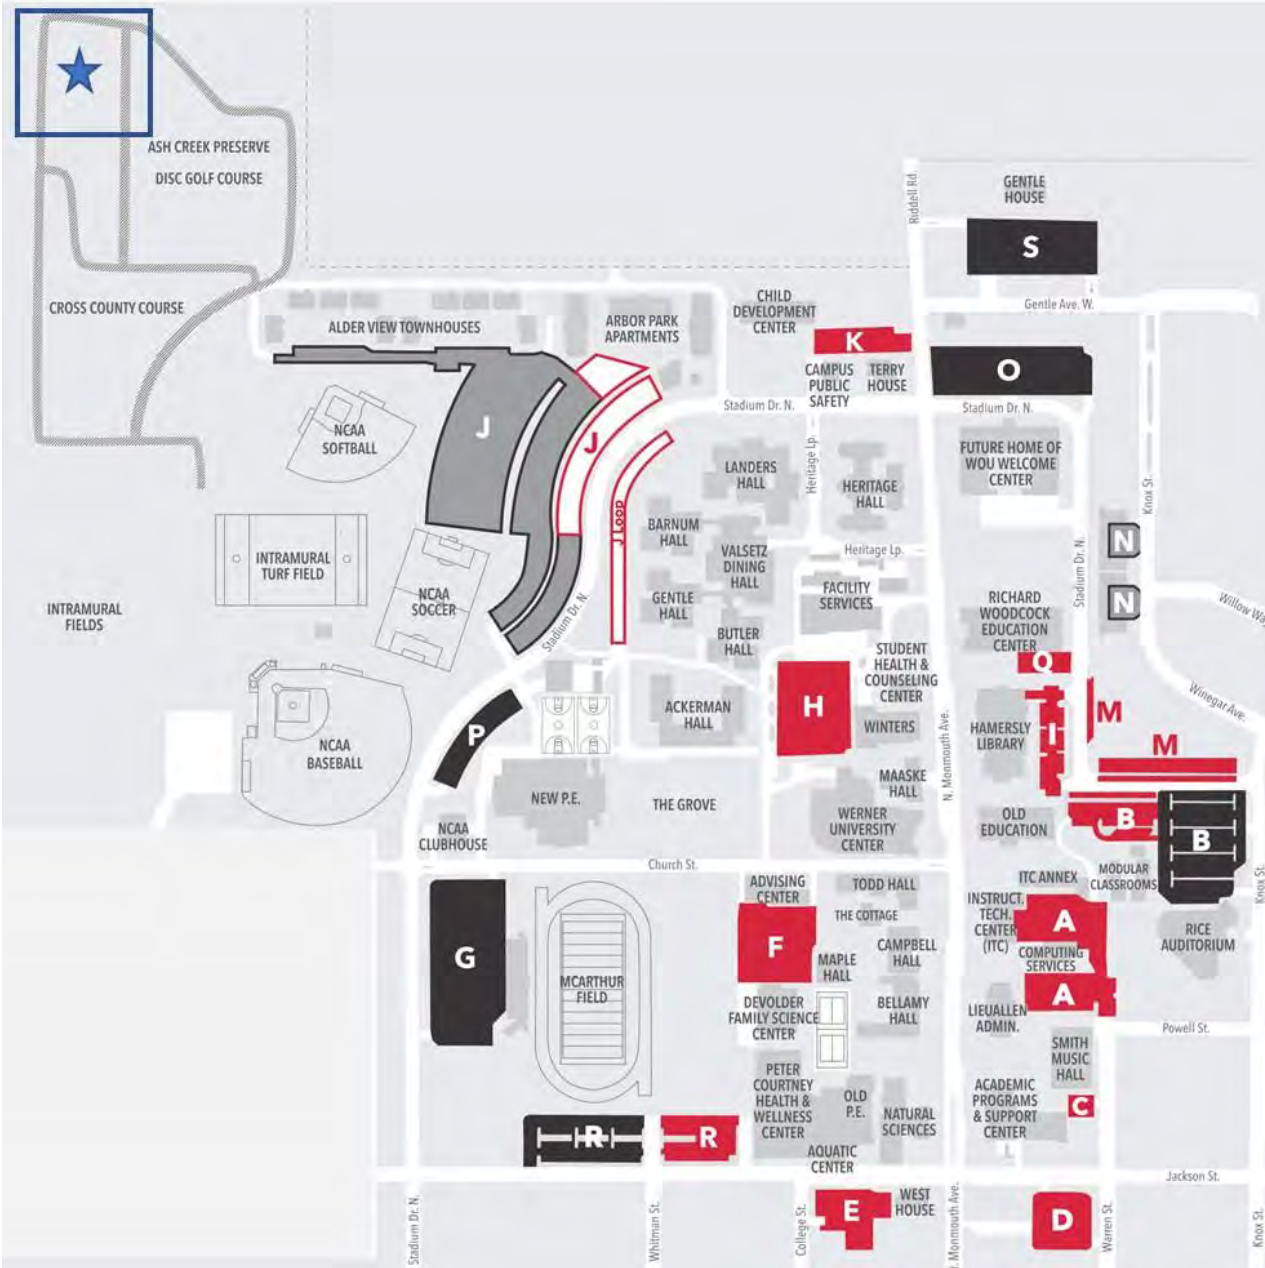 ASH CREEK PRESERVE
DISC GOLF COURSE
CROSS COUNTY COURSE
Riddell Rd.
GENTLE
HOUSE
S
Gentle Ave. W.
ALDER VIEW TOWNHOUSES
ARBOR PARK
APARTMENTS
CHILD
DEVELOPMENT
CENTER
K
CAMPUS
PUBLIC
SAFETY
TERRY
HOUSE
O
Stadium Dr. N.
Stadium Dr. N.
J
J
J Loop
NCAA
SOFTBALL
LANDERS
HALL
Heritage Lp.
HERITAGE
HALL
FUTURE HOME OF
WOU WELCOME
CENTER
Knox St.
BARNUM
HALL
VALSETZ
DINING
HALL
Heritage Lp.
Stadium Dr. N.
N
N
INTRAMURAL
TURF FIELD
NCAA
SOCCER
INTRAMURAL
FIELDS
Stadium Dr. N.
GENTLE
HALL
BUTLER
HALL
FACILITY
SERVICES
RICHARD
WOODCOCK
EDUCATION
CENTER
Willow Wa
STUDENT
HEALTH &
COUNSELING
CENTER
Q
H
I
M
M
Winegar Ave.
ACKERMAN
HALL
WINTERS
HAMERSLY
LIBRARY
P
NCAA
BASEBALL
N. Monmouth Ave.
MAASKE
HALL
NEW P.E.
THE GROVE
WERNER
UNIVERSITY
CENTER
OLD
EDUCATION
B
B
NCAA
CLUBHOUSE
Church St.
MODULAR
CLASSROOMS
Knox St.
ADVISING
CENTER
TODD HALL
ITC ANNEX
THE COTTAGE
INSTRUCT.
TECH.
CENTER
(ITC)
A
RICE
AUDITORIUM
F
G
CAMPBELL
HALL
COMPUTING
SERVICES
MAPLE
HALL
MCARTHUR
FIELD
A
DEVOLDER
FAMILY SCIENCE
CENTER
BELLAMY
HALL
LIEUALLEN
ADMIN.
Powell St.
SMITH
MUSIC
HALL
PETER
COURTNEY
HEALTH &
WELLNESS
CENTER
OLD
P.E.
NATURAL
SCIENCES
ACADEMIC
PROGRAMS
& SUPPORT
CENTER
C
L
R
R
AQUATIC
CENTER
Jackson St.
E
WEST
HOUSE
D
Stadium Dr. N.
Whitman St.
College St.
Monmouth Ave.
Warren St.
Knox St.